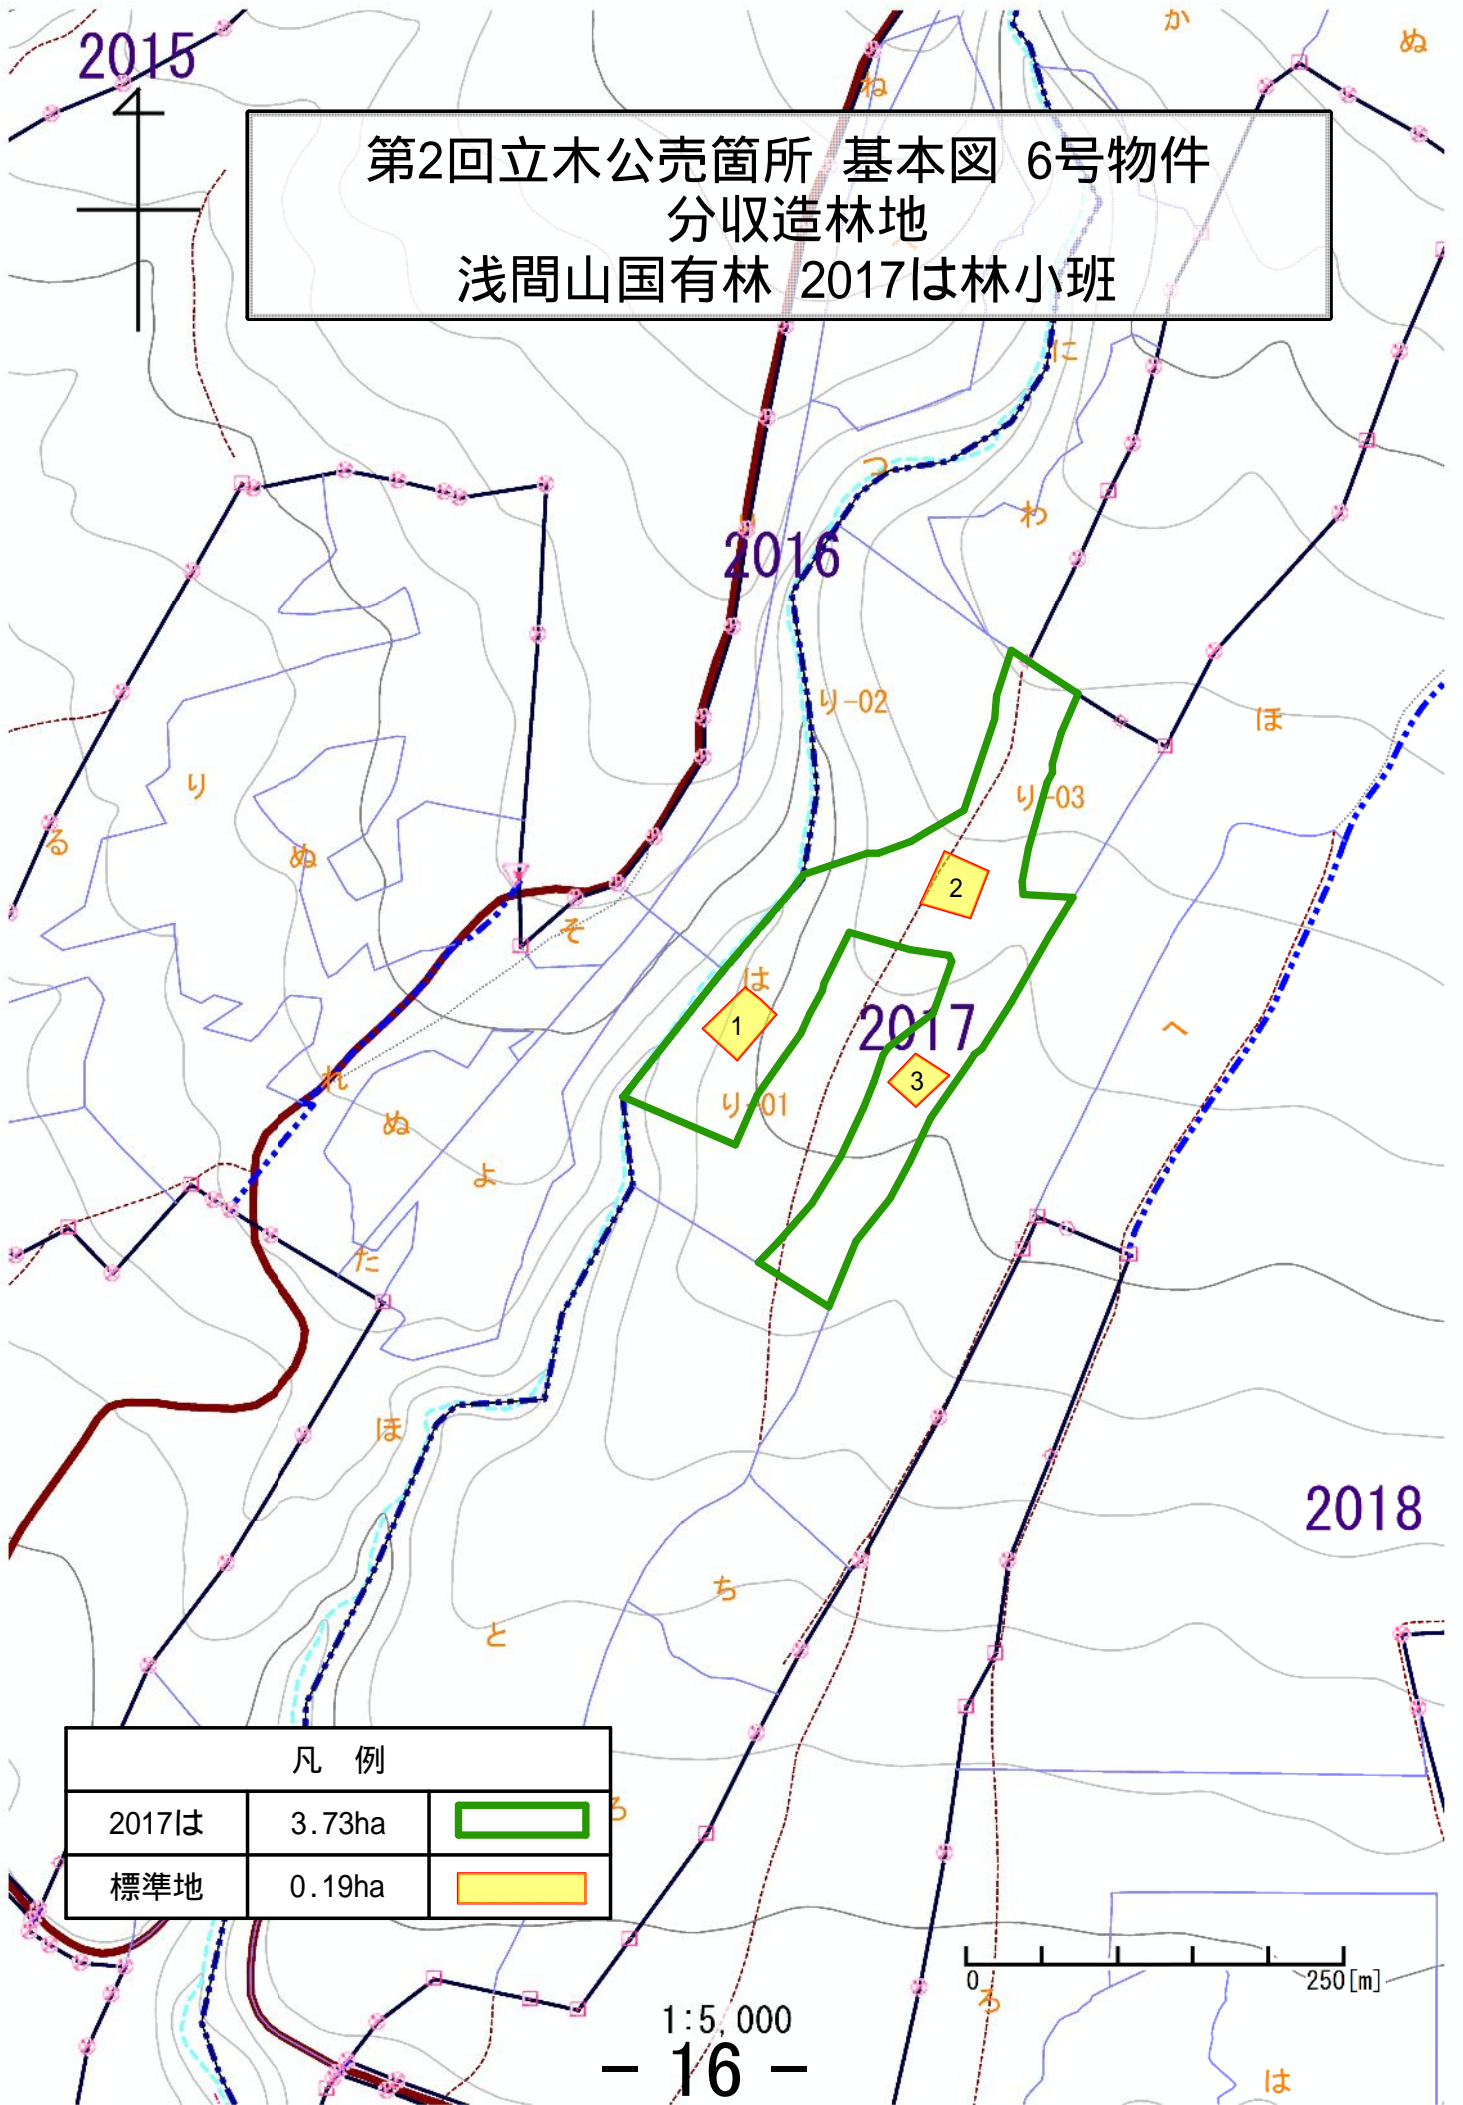 か
ぬ
2015
ね
第2回立木公売箇所 基本図 6号物件
分収造林地
浅間山国有林 2017は林小班
に
つ
わ
り
2016
り-02
ほ
り
り-03
る
ぬ
2
そ
は
1
2017
へ
れ
3
り-01
ぬ
よ
た
ほ
2018
ち
と
凡 例
2017は 3.73ha
ろ
標準地 0.19ha
0 250[m]
ろ
1:5,000
- 16 -
は